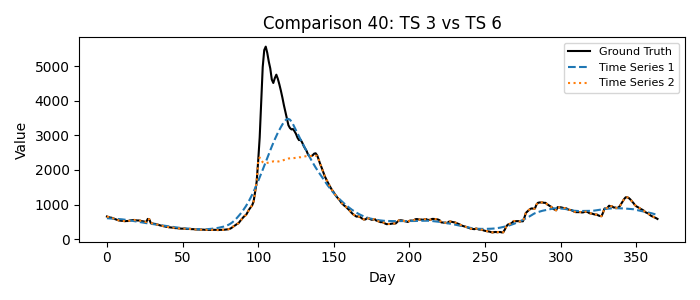 Comparison 40: TS 3 vs TS 6
Ground Truth
Time Series 1
Time Series 2
Value
5000
4000
3000
2000
1000
0
0 50 100 150 200 250 300 350
Day